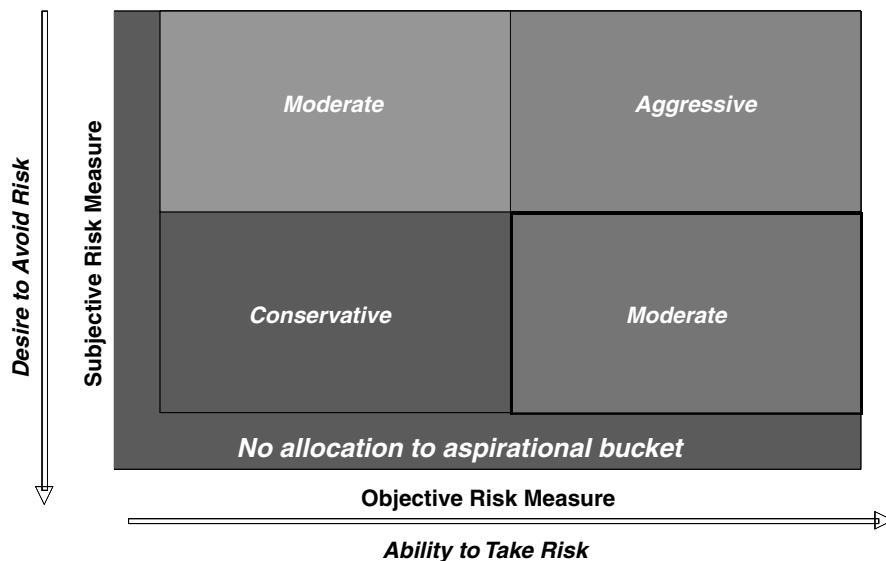 Desire to Avoid Risk
Subjective Risk Measure
Moderate
Aggressive
Conservative
Moderate
No allocation to aspirational bucket
Objective Risk Measure
Ability to Take Risk